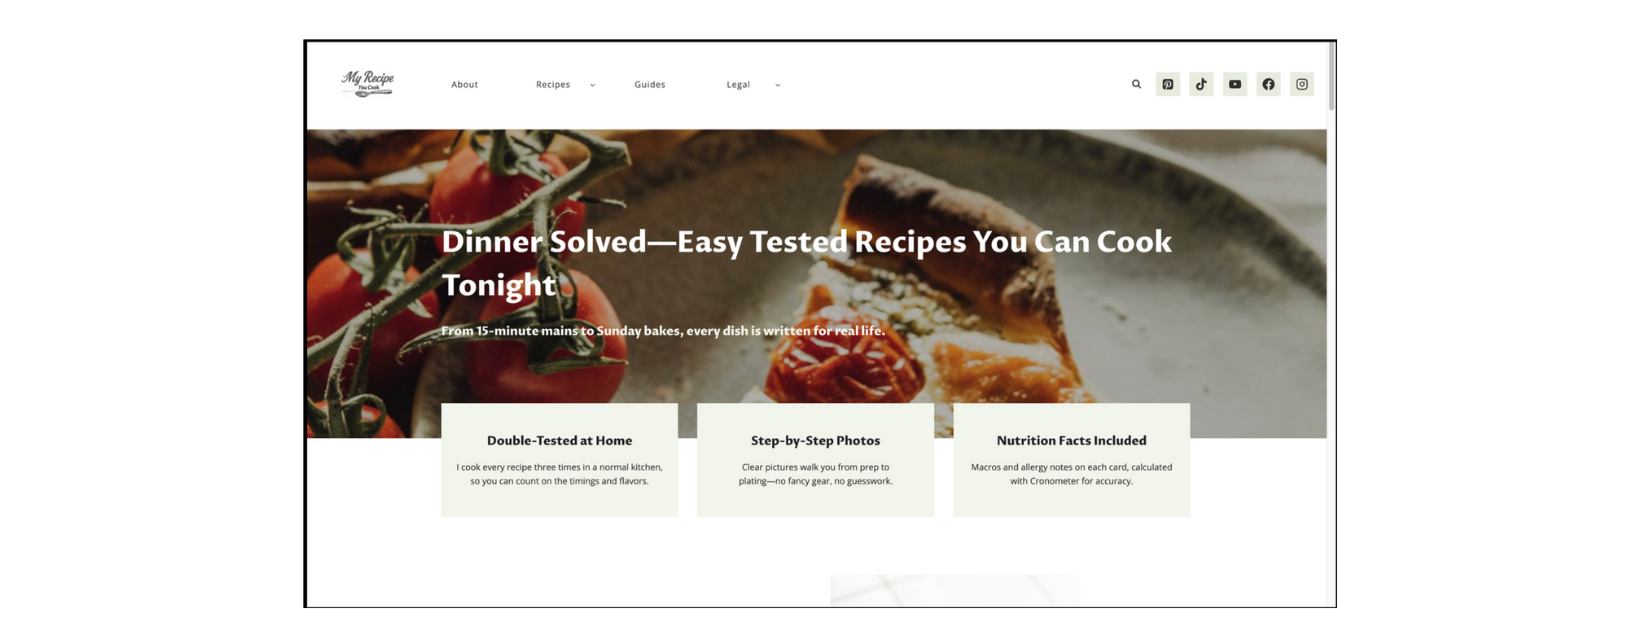 My Recipe
You Cook
About
Recipes
Guides
Legal
Dinner Solved—Easy Tested Recipes You Can Cook
Tonight
From 15-minute mains to Sunday bakes, every dish is written for real life.
Double-Tested at Home
I cook every recipe three times in a normal kitchen,
so you can count on the timings and flavors.
Step-by-Step Photos
Clear pictures walk you from prep to
plating—no fancy gear, no guesswork.
Nutrition Facts Included
Macros and allergy notes on each card, calculated
with Cronometer for accuracy.